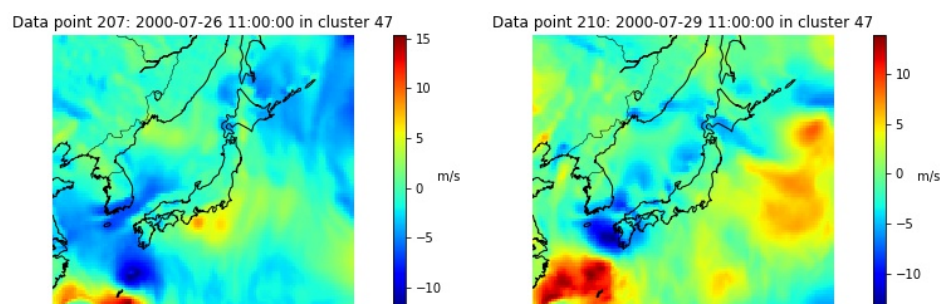 Data point 207: 2000-07-26 11:00:00 in cluster 47
15
10
5
0
−5
−10
m/s
Data point 210: 2000-07-29 11:00:00 in cluster 47
10
5
0
−5
−10
m/s